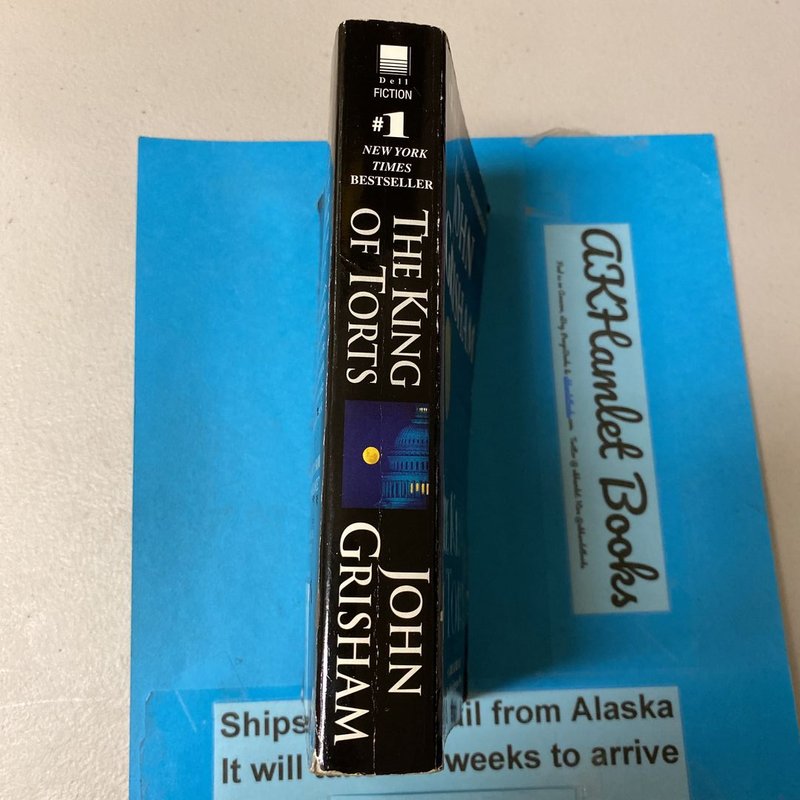 Dell
FICTION
#1
NEW YORK
TIMES
BESTSELLER
THE KING
OF TORTS
JOHN
GRISHAM
AKHamlet Books
Ships ail from Alaska
It will weeks to arrive